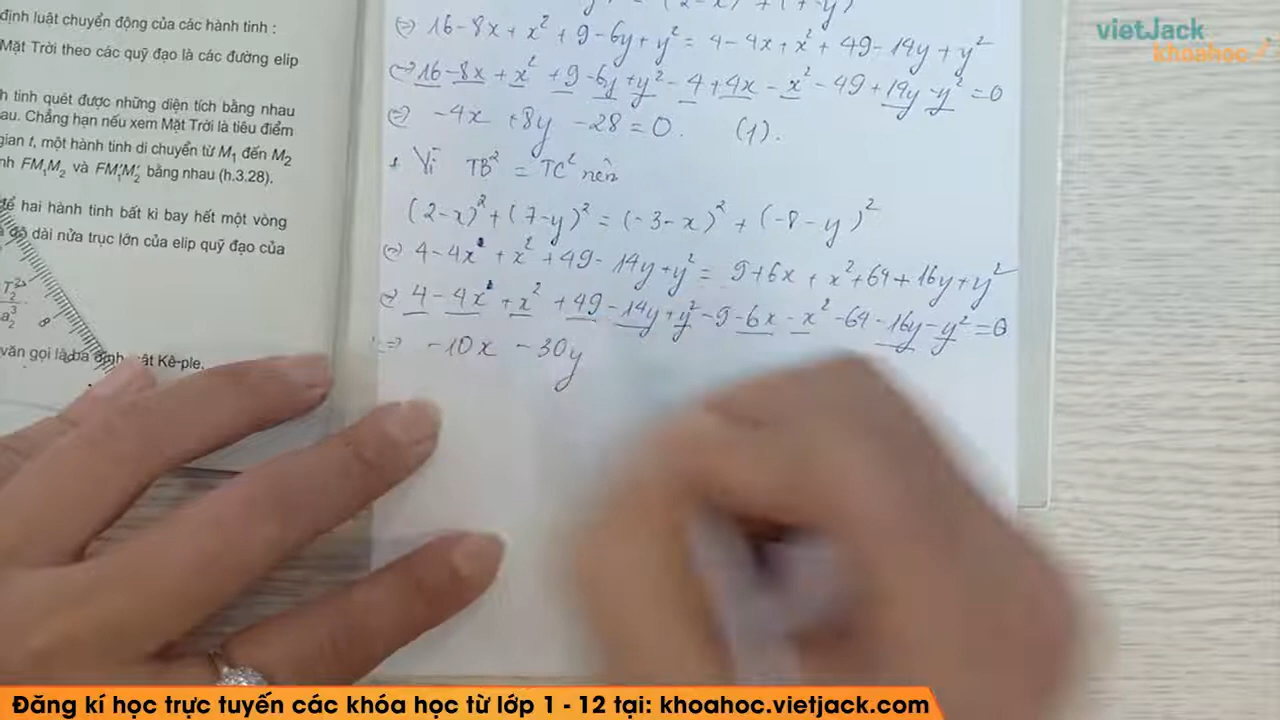 định luật chuyển động của các hành tinh :
Mặt Trời theo các quỹ đạo là các đường elip
h tinh quét được những diện tích bằng nhau
au. Chẳng hạn nếu xem Mặt Trời là tiêu điểm
gian t, một hành tinh di chuyển từ M₁ đến M₂
nh FM₁M₂ và FM₁′M₂′ bằng nhau (h.3.28).
để hai hành tinh bất kì bay hết một vòng
độ dài nửa trục lớn của elip quỹ đạo của
văn gọi là ba định luật Kê-ple.
⇔ 16-8x+x²+9-6y+y²=4-4x+x²+49-14y+y²
⇔ 16-8x+x²+9-6y+y²-4+4x-x²-49+19y-y²=0
⇔ -4x+8y-28=0. (1).
+ Vì TB² = TC² nên
(2-x)²+(7-y)²=(-3-x)²+(-8-y)²
⇔ 4-4x+x²+49-14y+y²=9+6x+x²+64+16y+y²
⇔ 4-4x+x²+49-14y+y²-9-6x-x²-64-16y-y²=0
⇔ -10x-30y
vietJack
khoahoc
Đăng kí học trực tuyến các khóa học từ lớp 1 - 12 tại: khoahoc.vietjack.com